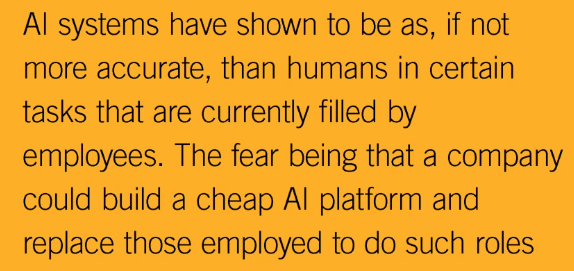 AI systems have shown to be as, if not
more accurate, than humans in certain
tasks that are currently filled by
employees. The fear being that a company
could build a cheap AI platform and
replace those employed to do such roles